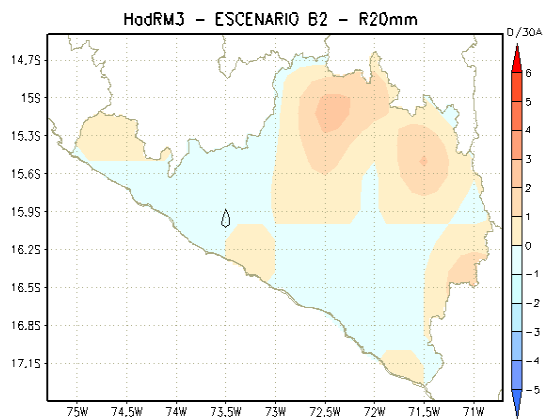 HadRM3 - ESCENARIO B2 - R20mm
D/30A
14.7S
15S
15.3S
15.6S
15.9S
16.2S
16.5S
16.8S
17.1S
75W
74.5W
74W
73.5W
73W
72.5W
72W
71.5W
71W
6
5
4
3
2
1
0
-1
-2
-3
-4
-5